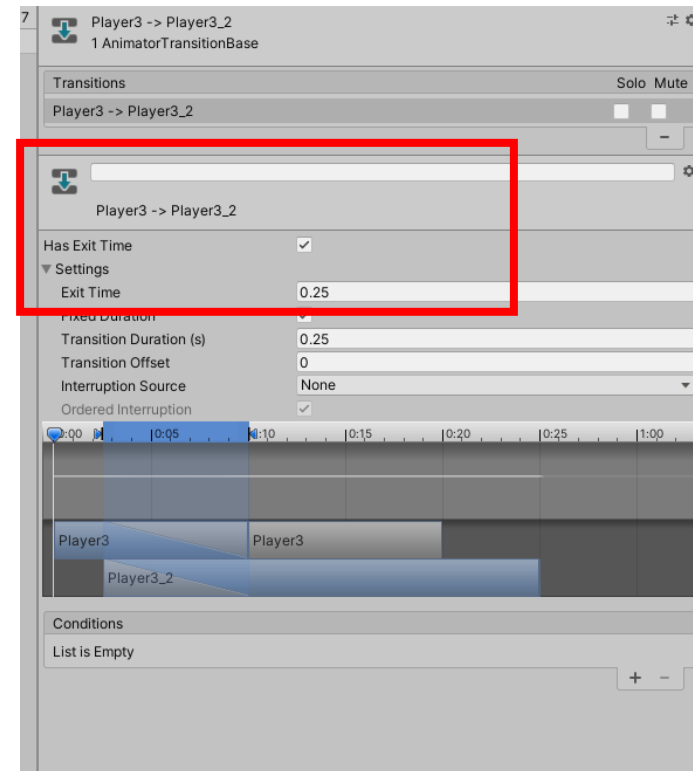 7
Player3 -> Player3_2
1 AnimatorTransitionBase
Transitions Solo Mute
Player3 -> Player3_2
Player3 -> Player3_2
Has Exit Time
Settings
Exit Time 0.25
Fixed Duration
Transition Duration (s) 0.25
Transition Offset 0
Interruption Source None
Ordered Interruption
0:00 0:05 0:10 0:15 0:20 0:25 1:00
Player3 Player3
Player3_2
Conditions
List is Empty